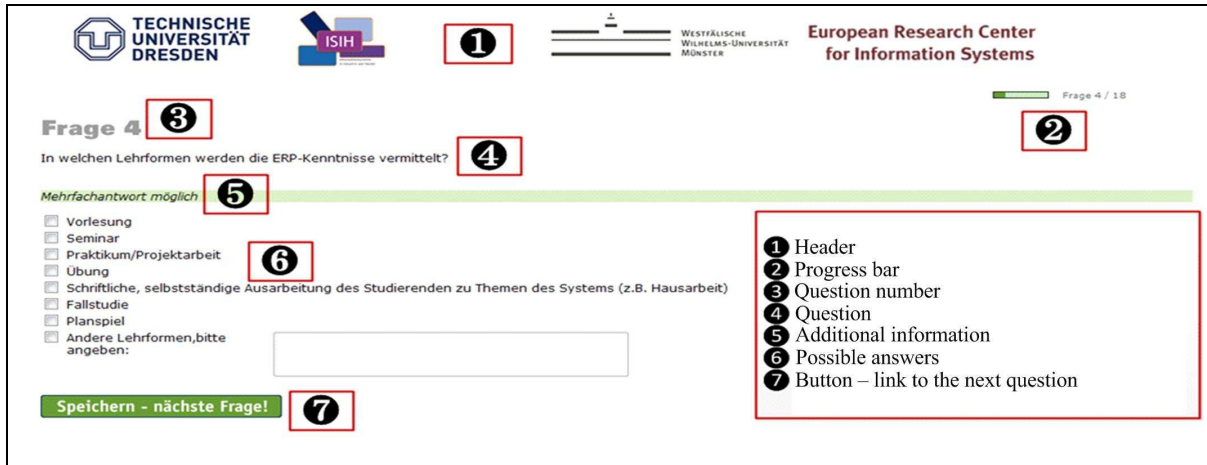 TECHNISCHE
UNIVERSITÄT
DRESDEN
ISIH
1
WESTFÄLISCHE
WILHELMS-UNIVERSITÄT
MÜNSTER
European Research Center
for Information Systems
Frage 4 / 18
2
Frage 4
3
In welchen Lehrformen werden die ERP-Kenntnisse vermittelt?
4
Mehrfachantwort möglich
5
Vorlesung
Seminar
Praktikum/Projektarbeit
6
Übung
Schriftliche, selbstständige Ausarbeitung des Studierenden zu Themen des Systems (z.B. Hausarbeit)
Fallstudie
Planspiel
Andere Lehrformen,bitte
angeben:
Speichern - nächste Frage!
7
1 Header
2 Progress bar
3 Question number
4 Question
5 Additional information
6 Possible answers
7 Button – link to the next question